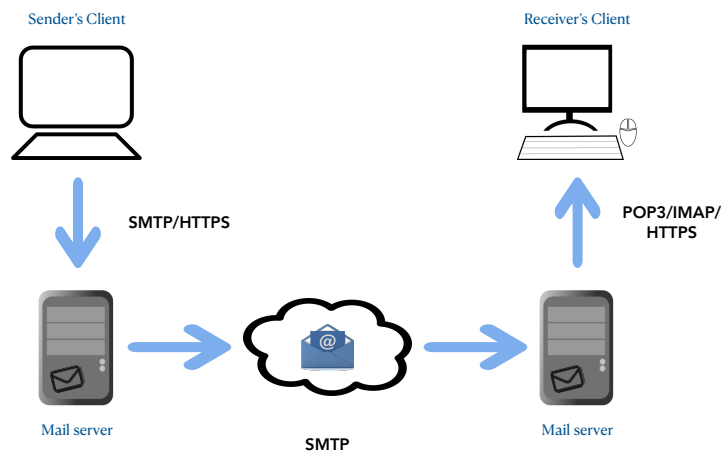 Sender's Client
Receiver's Client
SMTP/HTTPS
POP3/IMAP/
HTTPS
@
Mail server
SMTP
Mail server